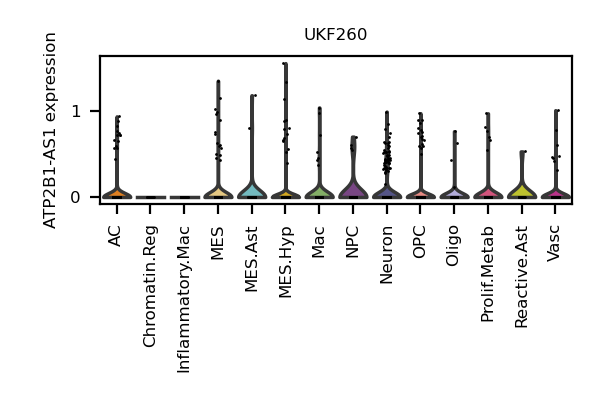 UKF260
ATP2B1-AS1 expression
1
0
AC
Chromatin.Reg
Inflammatory.Mac
MES
MES.Ast
MES.Hyp
Mac
NPC
Neuron
OPC
Oligo
Prolif.Metab
Reactive.Ast
Vasc